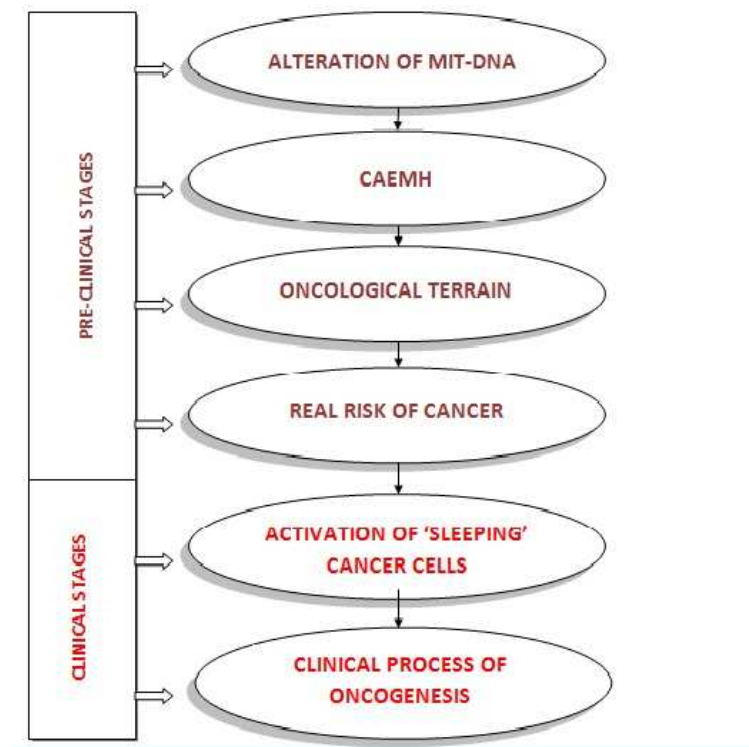 PRE-CLINICAL STAGES
ALTERATION OF MIT-DNA
CAEMH
ONCOLOGICAL TERRAIN
REAL RISK OF CANCER
CLINICAL STAGES
ACTIVATION OF ‘SLEEPING’
CANCER CELLS
CLINICAL PROCESS OF
ONCOGENESIS